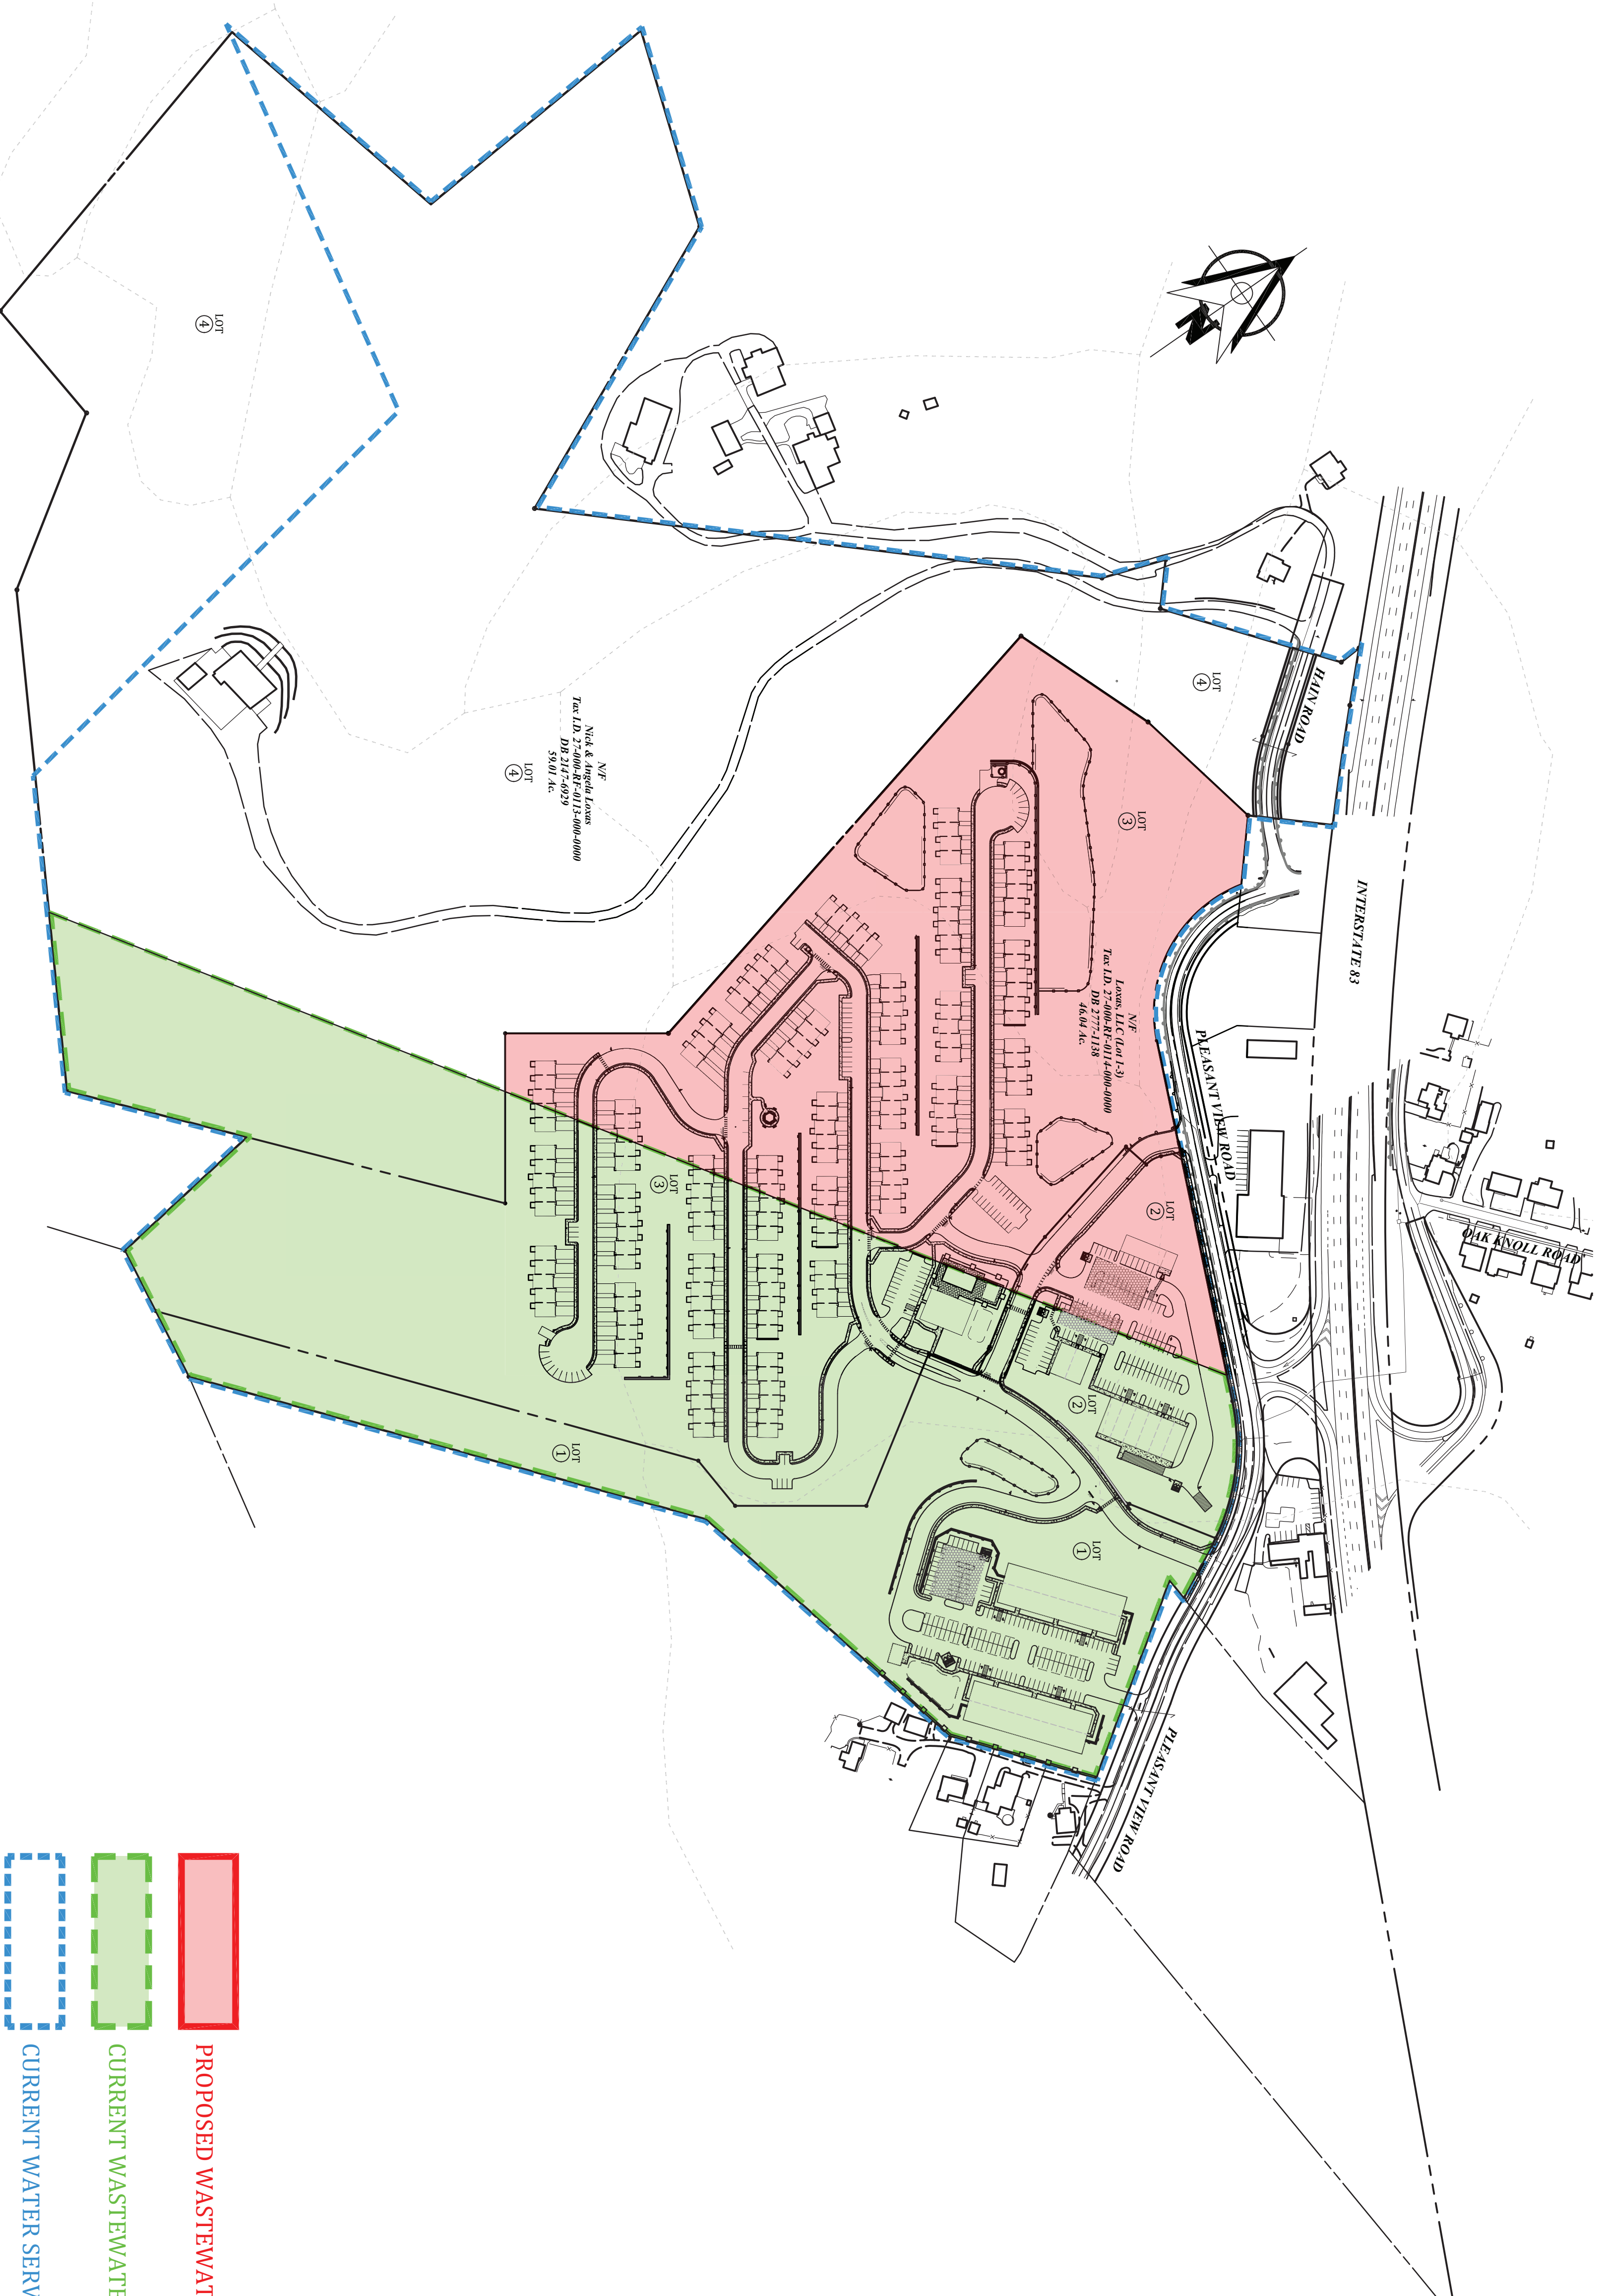 LOT
4
N
HAIN ROAD
LOT
4
INTERSTATE 83
N/F
Nick & Angela Loxas
Tax I.D. 27-000-RF-0113-000-0000
DB 2147-6929
59.01 Ac.
LOT
4
LOT
3
N/F
Loxas, LLC (Lot 1-3)
Tax I.D. 27-000-RF-0114-000-0000
DB 2777-1138
46.04 Ac.
PLEASANT VIEW ROAD
OAK KNOLL ROAD
LOT
2
LOT
3
LOT
2
LOT
1
LOT
1
PLEASANT VIEW ROAD
PROPOSED WASTEWAT
CURRENT WASTEWATE
CURRENT WATER SERV